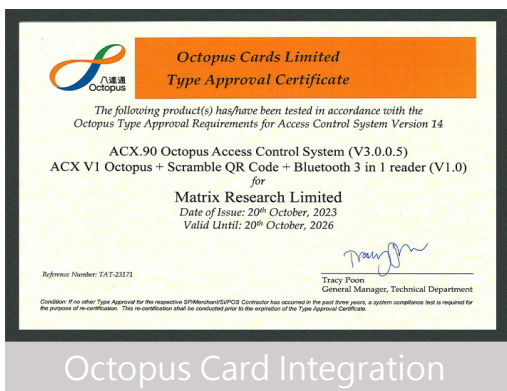 Octopus Cards Limited
Type Approval Certificate
八達通
Octopus
The following product(s) has/have been tested in accordance with the
Octopus Type Approval Requirements for Access Control System Version 14
ACX.90 Octopus Access Control System (V3.0.0.5)
ACX V1 Octopus + Scramble QR Code + Bluetooth 3 in 1 reader (V1.0)
for
Matrix Research Limited
Date of Issue: 20th October, 2023
Valid Until: 20th October, 2026
Reference Number: TAT-23171
Tracy Poon
General Manager, Technical Department
Condition: If no other Type Approval for the respective SP/Merchant/SI/POS Contractor has occurred in the past three years, a system compliance test is required for
the purpose of re-certification. This re-certification shall be conducted prior to the expiration of the Type Approval Certificate.
Octopus Card Integration